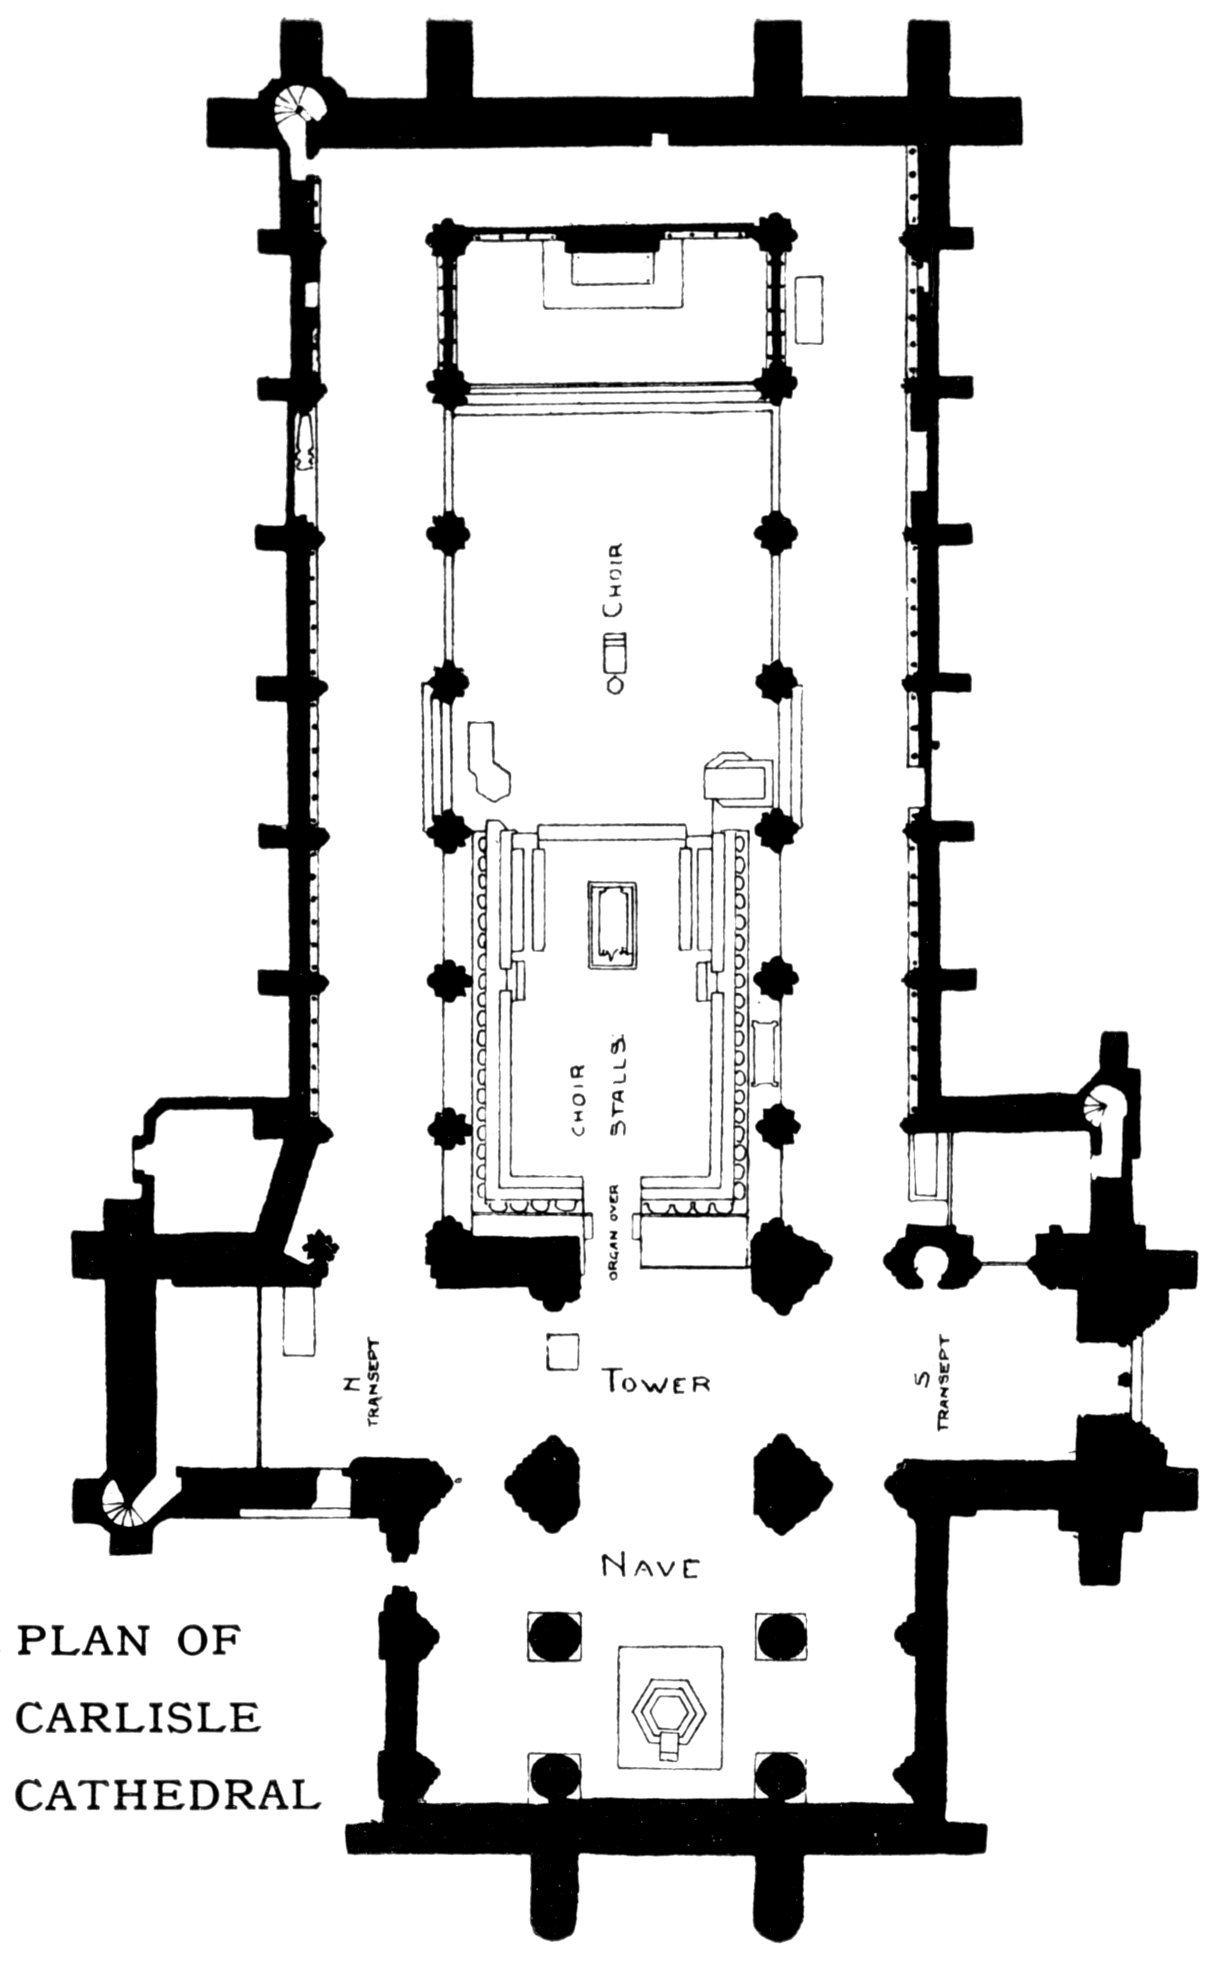 CHOIR
CHOIR
STALLS
ORGAN OVER
N
TRANSEPT
TOWER
S
TRANSEPT
NAVE
PLAN OF
CARLISLE
CATHEDRAL